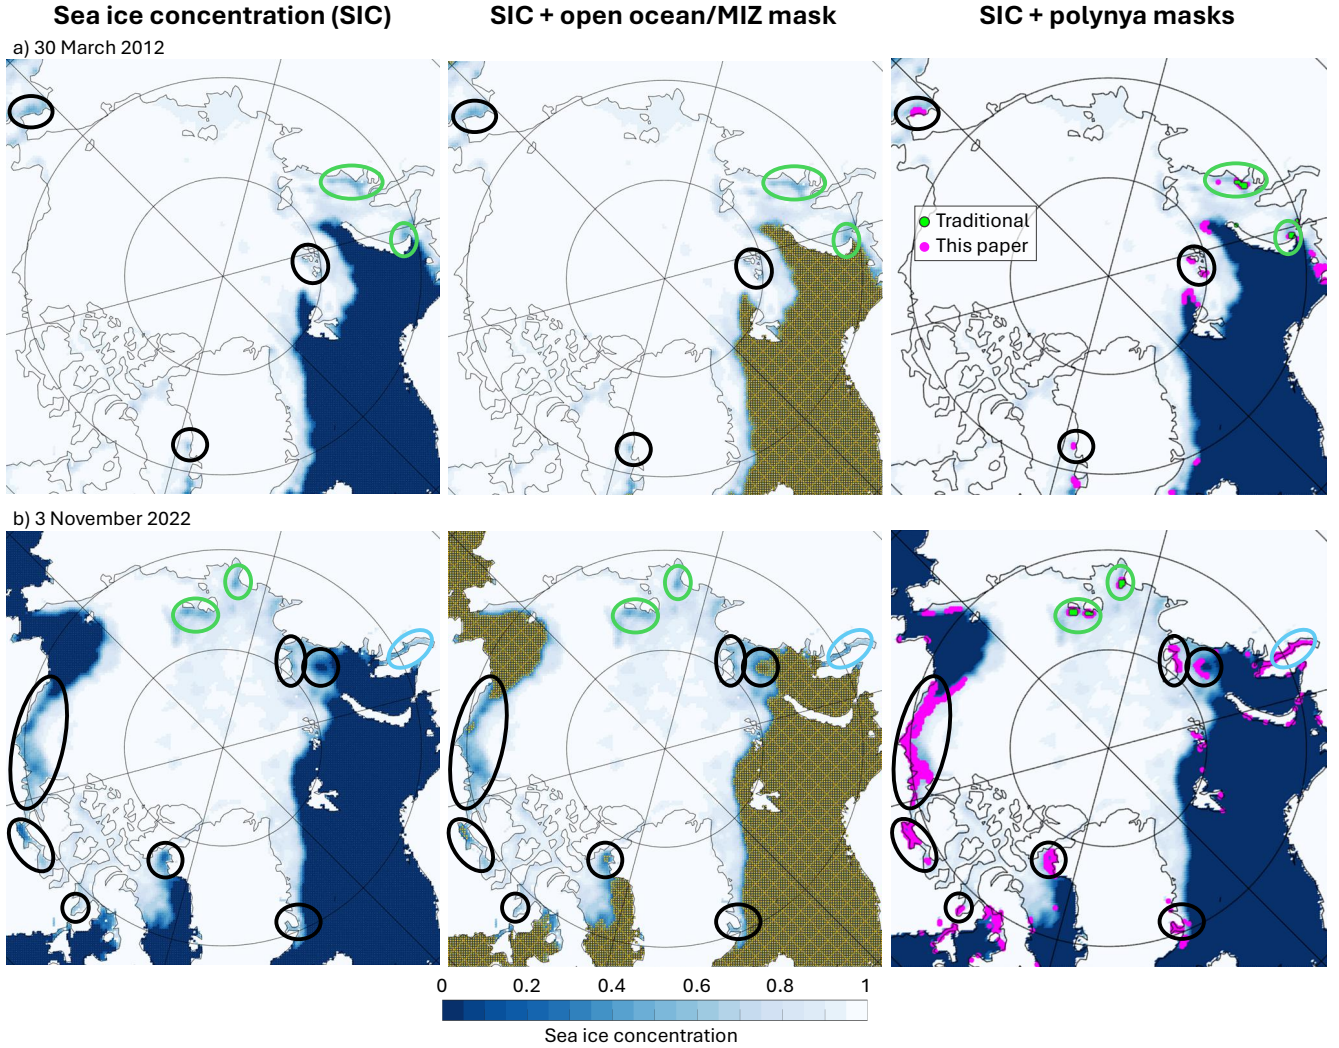 Sea ice concentration (SIC)
SIC + open ocean/MIZ mask
SIC + polynya masks
a) 30 March 2012
Traditional
This paper
b) 3 November 2022
0 0.2 0.4 0.6 0.8 1
Sea ice concentration